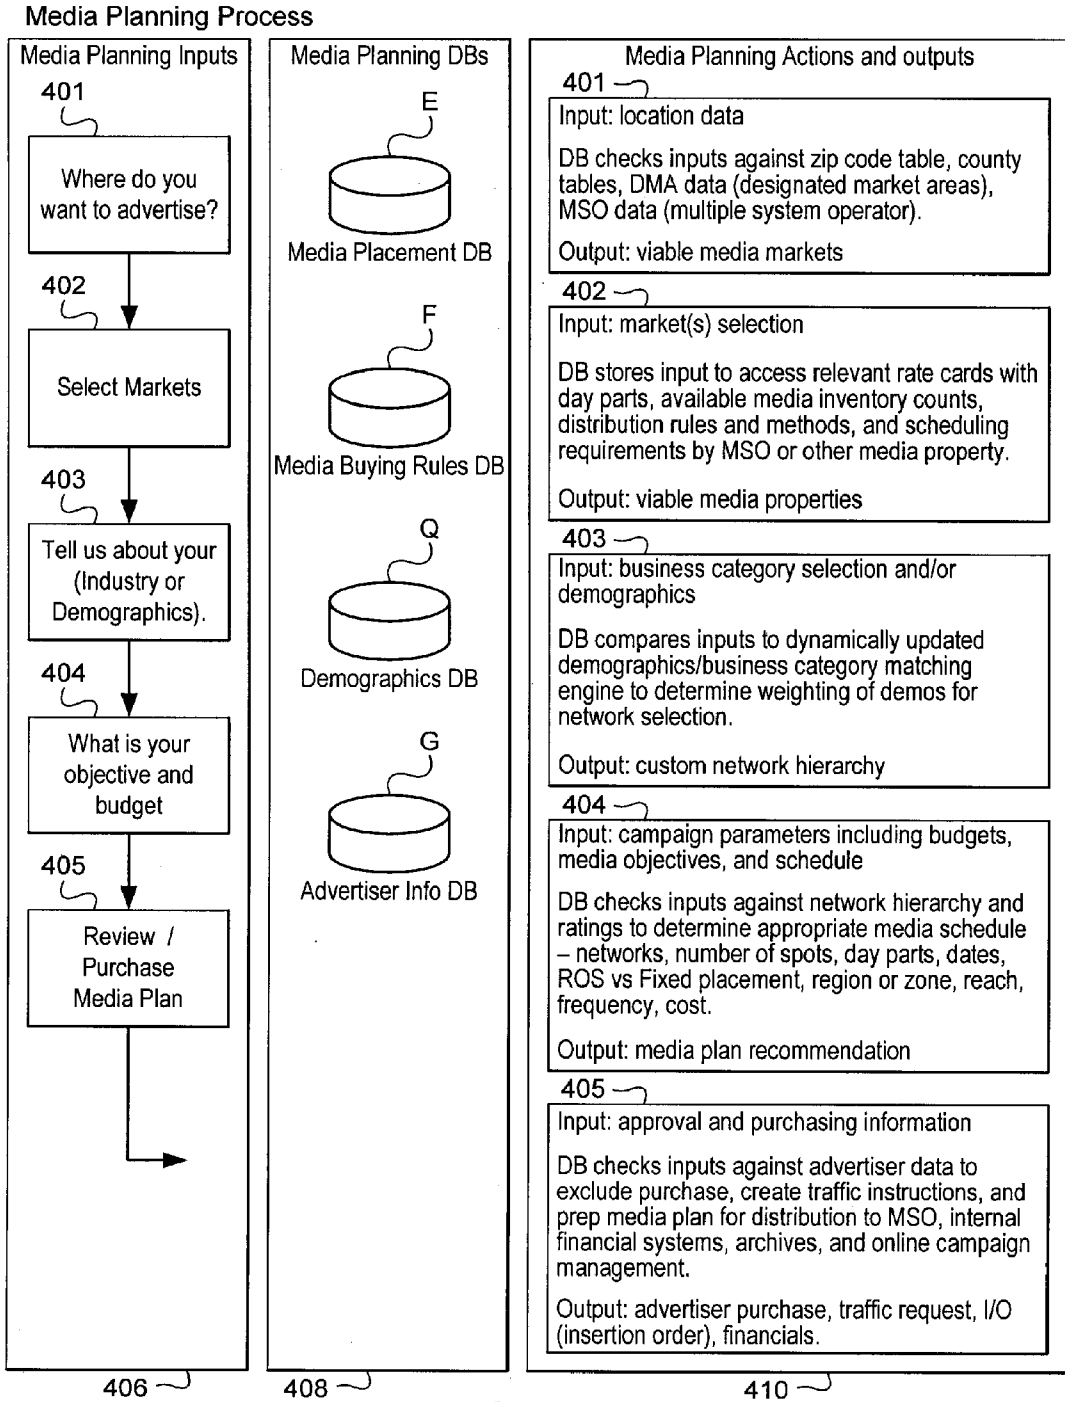 Media Planning Process
Media Planning Inputs
401
Where do you
want to advertise?
402
Select Markets
403
Tell us about your
(Industry or
Demographics).
404
What is your
objective and
budget
405
Review /
Purchase
Media Plan
406
Media Planning DBs
E
Media Placement DB
F
Media Buying Rules DB
Q
Demographics DB
G
Advertiser Info DB
408
Media Planning Actions and outputs
401
Input: location data
DB checks inputs against zip code table, county
tables, DMA data (designated market areas),
MSO data (multiple system operator).
Output: viable media markets
402
Input: market(s) selection
DB stores input to access relevant rate cards with
day parts, available media inventory counts,
distribution rules and methods, and scheduling
requirements by MSO or other media property.
Output: viable media properties
403
Input: business category selection and/or
demographics
DB compares inputs to dynamically updated
demographics/business category matching
engine to determine weighting of demos for
network selection.
Output: custom network hierarchy
404
Input: campaign parameters including budgets,
media objectives, and schedule
DB checks inputs against network hierarchy and
ratings to determine appropriate media schedule
– networks, number of spots, day parts, dates,
ROS vs Fixed placement, region or zone, reach,
frequency, cost.
Output: media plan recommendation
405
Input: approval and purchasing information
DB checks inputs against advertiser data to
exclude purchase, create traffic instructions, and
prep media plan for distribution to MSO, internal
financial systems, archives, and online campaign
management.
Output: advertiser purchase, traffic request, I/O
(insertion order), financials.
410